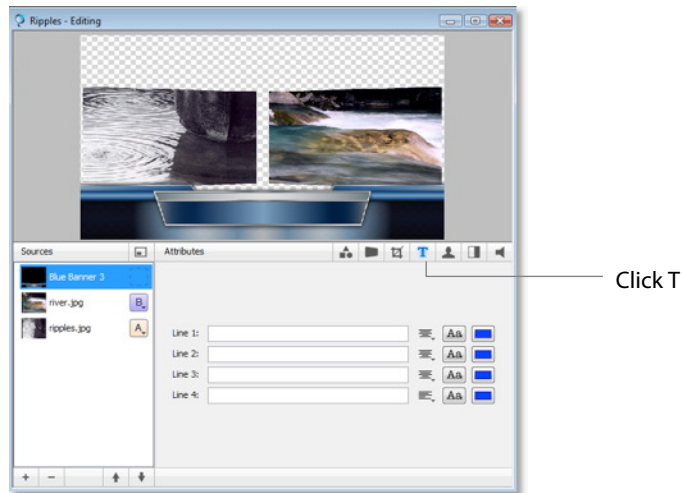 Ripples - Editing
Sources
Attributes
T
Blue Banner 3
river.jpg
B
ripples.jpg
A
Click T
Line 1:
Aa
Line 2:
Aa
Line 3:
Aa
Line 4:
Aa